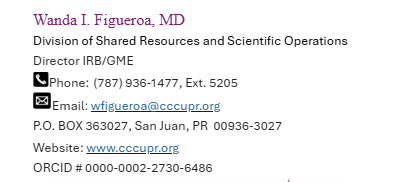 Wanda I. Figueroa, MD
Division of Shared Resources and Scientific Operations
Director IRB/GME
Phone: (787) 936-1477, Ext. 5205
Email: wfigueroa@cccupr.org
P.O. BOX 363027, San Juan, PR 00936-3027
Website: www.cccupr.org
ORCID # 0000-0002-2730-6486